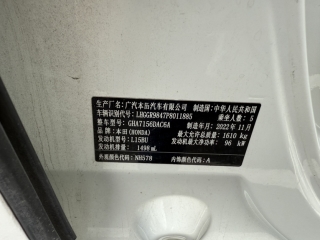 生产厂名：广汽本田汽车有限公司 制造国：中华人民共和国
车辆识别代号：LHGGR9847P8011885 乘坐人数：5
整车型号：GHA7156DAC6A 制造年月：2022年11月
品牌：本田(HONDA) 最大允许总质量：1610 kg
发动机型号：L15BU 发动机最大净功率：96 kW
发动机排量：1498 mL
外观颜色代码：NH578 内饰颜色代码：A